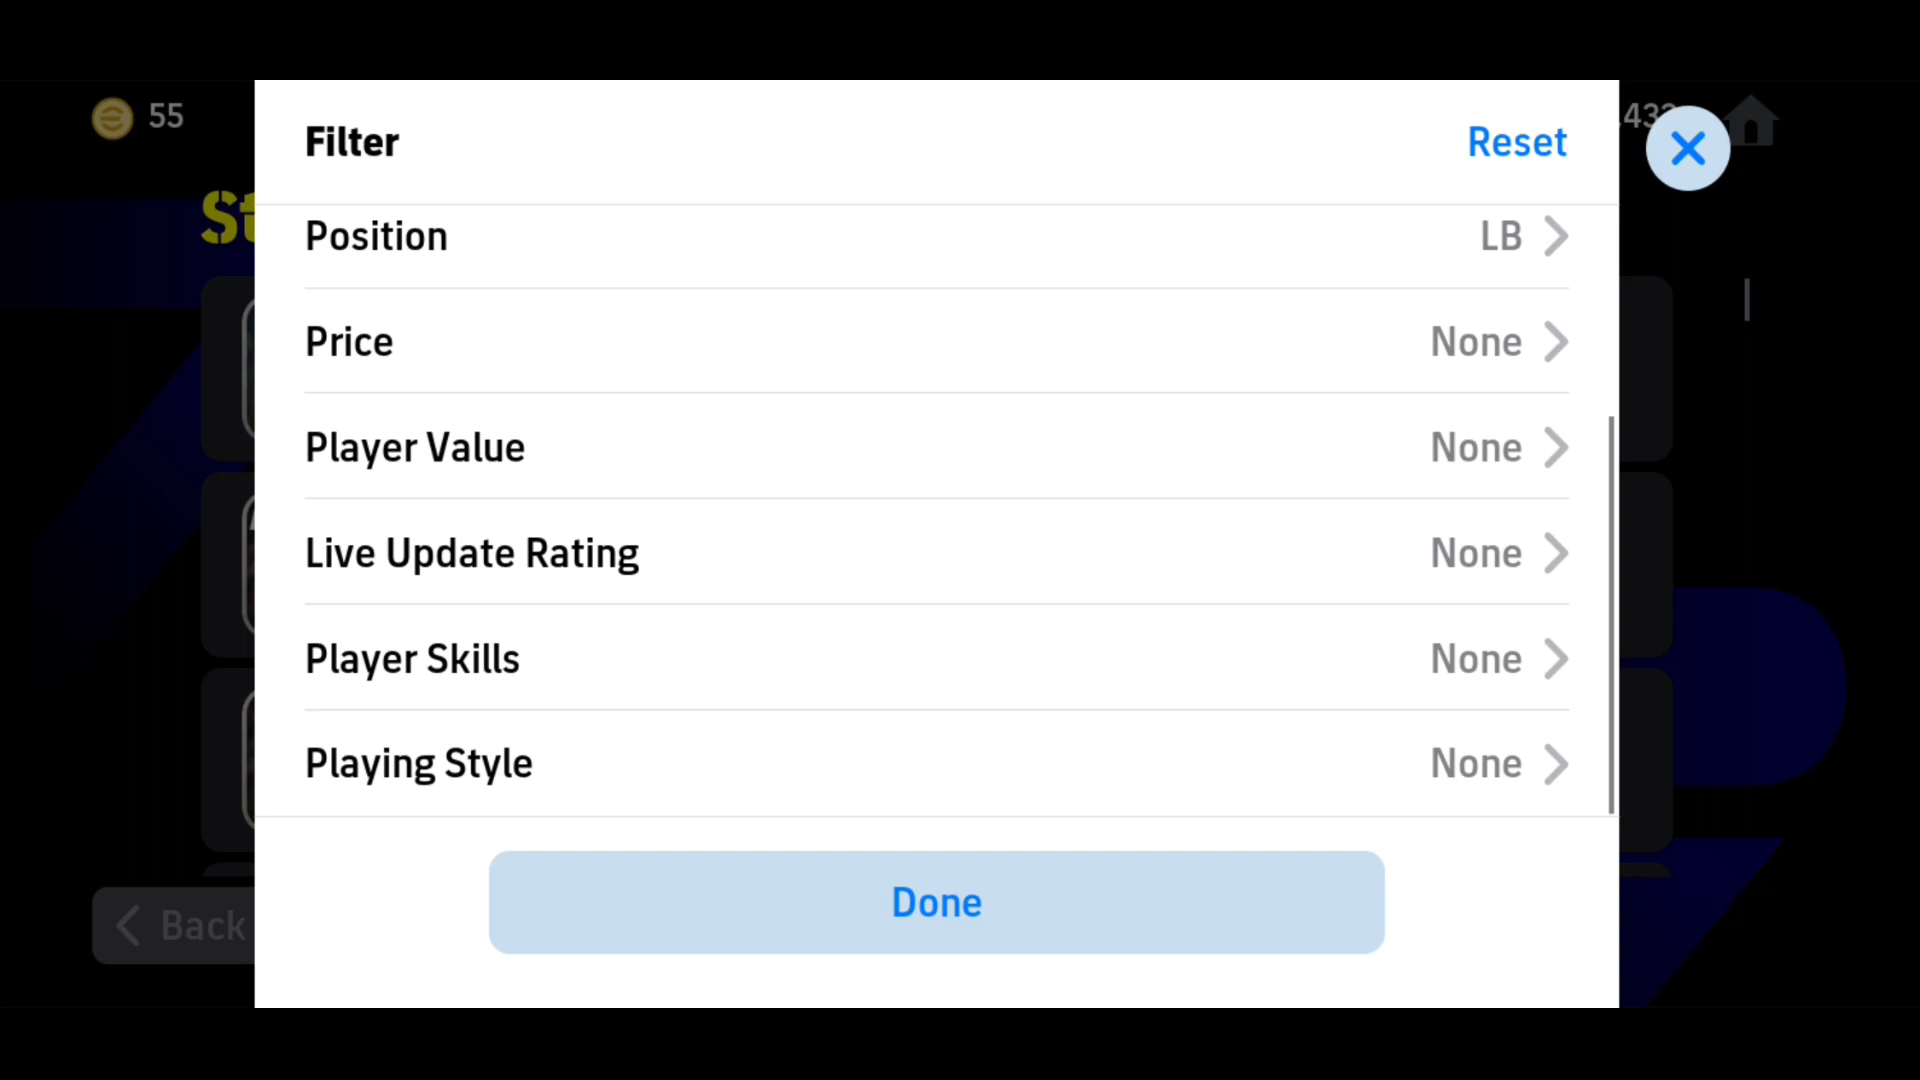 55
Filter
Reset
Position
LB
Price
None
Player Value
None
Live Update Rating
None
Player Skills
None
Playing Style
None
Done
Back